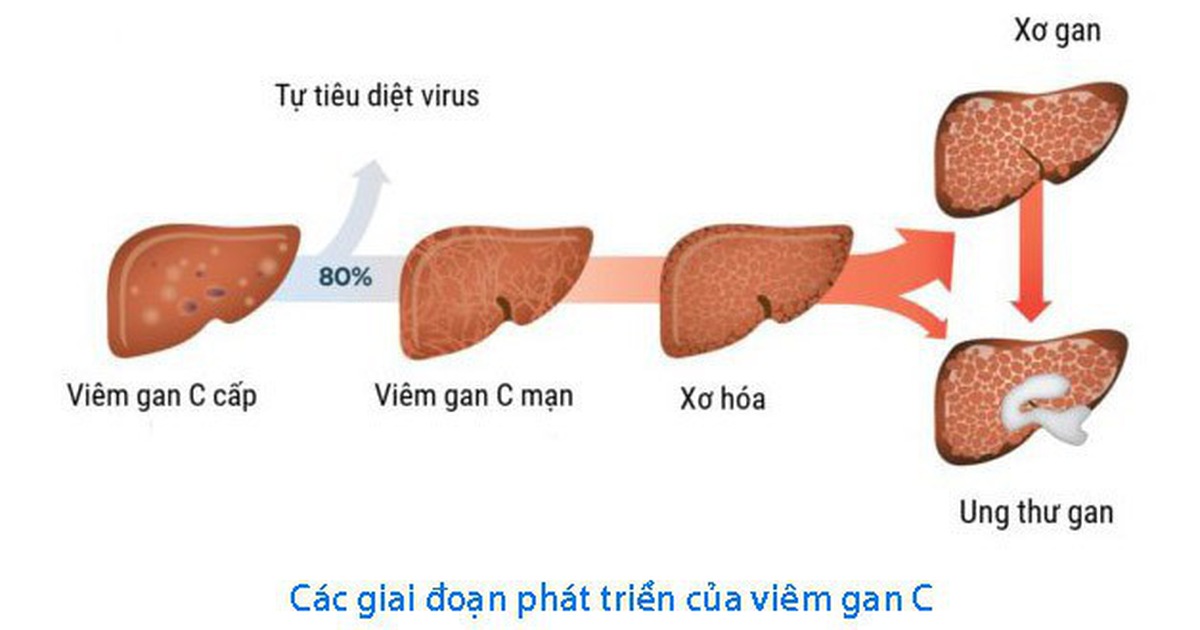 Xơ gan
Tự tiêu diệt virus
80%
Viêm gan C cấp
Viêm gan C mạn
Xơ hóa
Ung thư gan
Các giai đoạn phát triển của viêm gan C